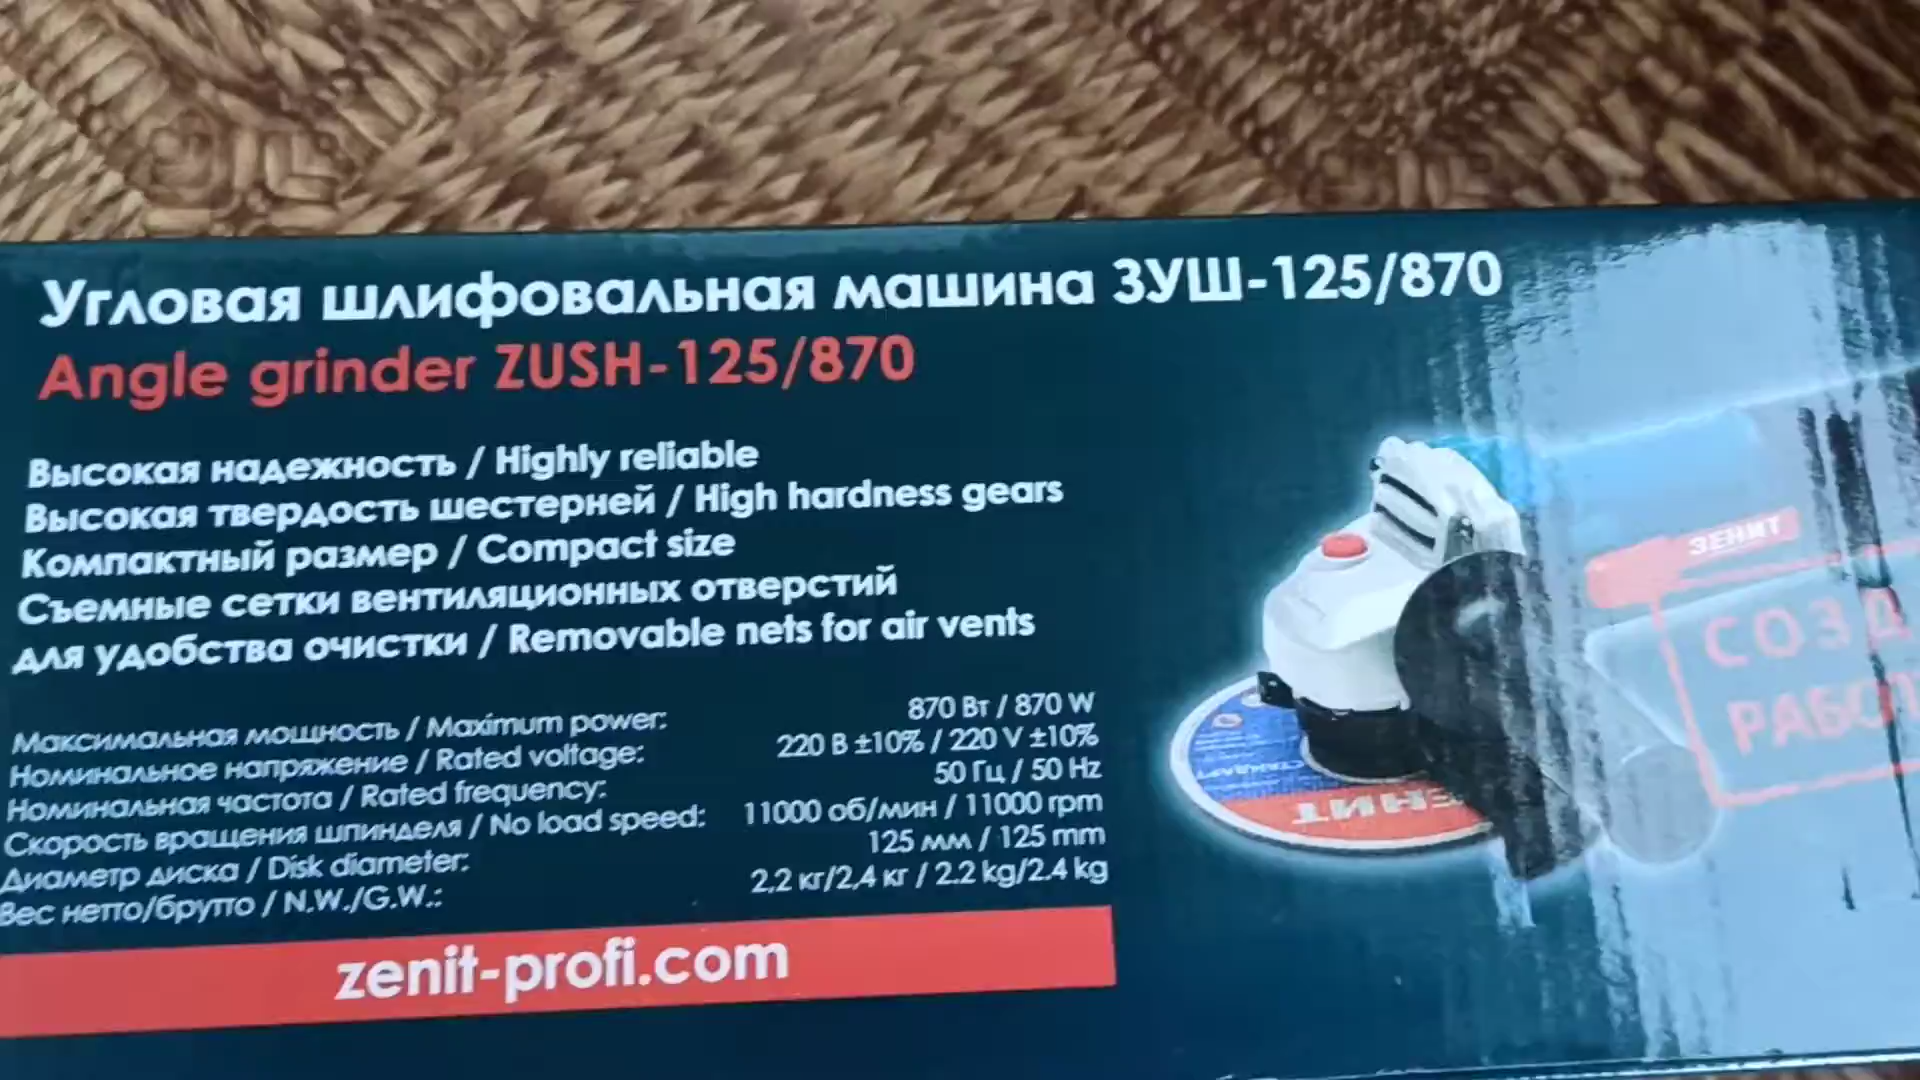 Угловая шлифовальная машина ЗУШ-125/870
Angle grinder ZUSH-125/870
Высокая надежность / Highly reliable
Высокая твердость шестерней / High hardness gears
Компактный размер / Compact size
Съемные сетки вентиляционных отверстий
для удобства очистки / Removable nets for air vents
Максимальная мощность / Maximum power: 870 Вт / 870 W
Номинальное напряжение / Rated voltage: 220 В ±10% / 220 V ±10%
Номинальная частота / Rated frequency: 50 Гц / 50 Hz
Скорость вращения шпинделя / No load speed: 11000 об/мин / 11000 rpm
Диаметр диска / Disk diameter: 125 мм / 125 mm
Вес нетто/брутто / N.W./G.W.: 2,2 кг/2,4 кг / 2.2 kg/2.4 kg
zenit-profi.com
ЗЕНИТ
СОЗД
РАБОТ
СТАНДАРТ
ЗЕНИТ